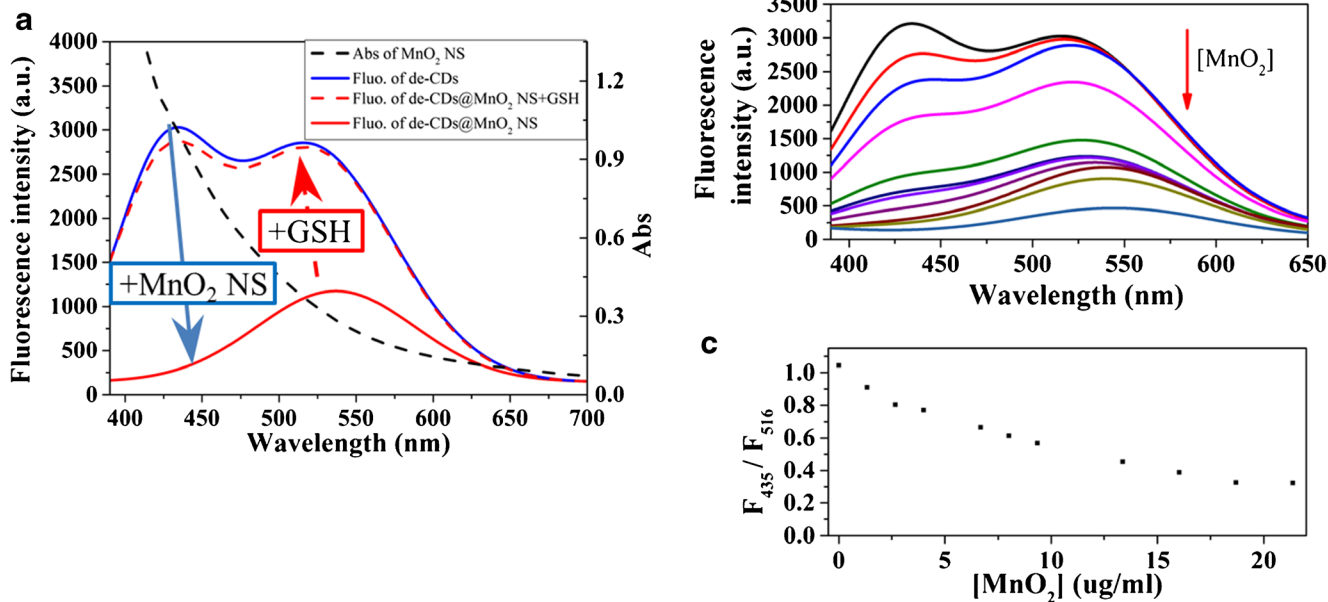 a
Fluorescence intensity (a.u.)
4000
3500
3000
2500
2000
1500
1000
500
0
Abs of MnO2 NS
Fluo. of de-CDs
Fluo. of de-CDs@MnO2 NS+GSH
Fluo. of de-CDs@MnO2 NS
+GSH
+MnO2 NS
1.2
0.9
0.6
0.3
0.0
Abs
400 450 500 550 600 650 700
Wavelength (nm)
Fluorescence
intensity (a.u.)
3500
3000
2500
2000
1500
1000
500
0
[MnO2]
400 450 500 550 600 650
Wavelength (nm)
c
F435 / F516
1.0
0.8
0.6
0.4
0.2
0.0
0 5 10 15 20
[MnO2] (ug/ml)